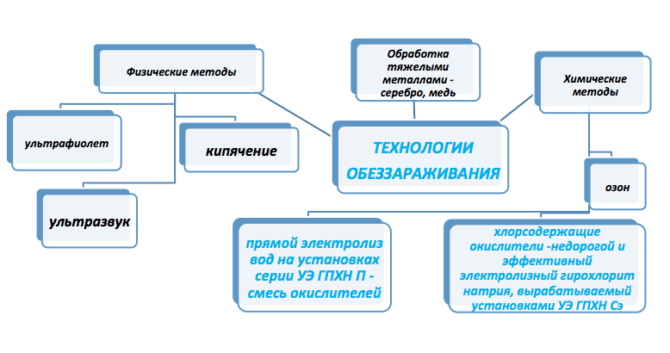 Физические методы
Обработка
тяжелыми
металлами -
серебро, медь
Химические
методы
ультрафиолет
кипячение
ТЕХНОЛОГИИ
ОБЕЗЗАРАЖИВАНИЯ
озон
ультразвук
прямой электролиз
вод на установках
серии УЭ ГПХН П -
смесь окислителей
хлорсодержащие
окислители -недорогой и
эффективный
электролизный гирохлорит
натрия, вырабатываемый
установками УЭ ГПХН Сэ